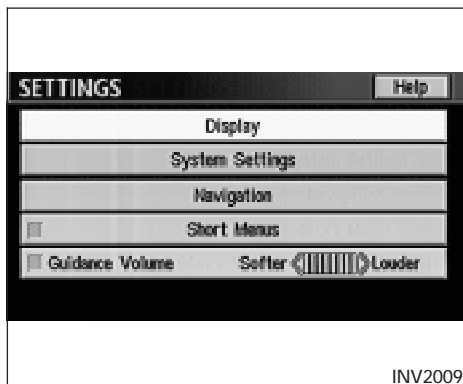 SETTINGS Help
Display
System Settings
Navigation
Short Menus
Guidance Volume Softer Louder
INV2009